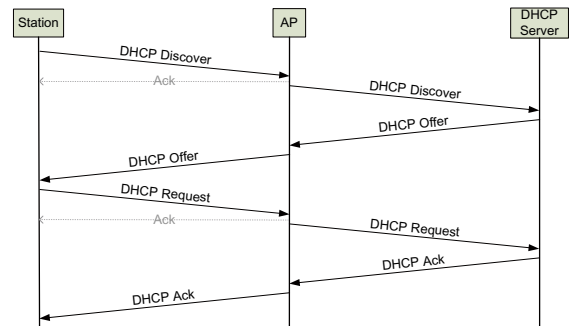 Station
AP
DHCP
Server
DHCP Discover
Ack
DHCP Discover
DHCP Offer
DHCP Offer
DHCP Request
Ack
DHCP Request
DHCP Ack
DHCP Ack